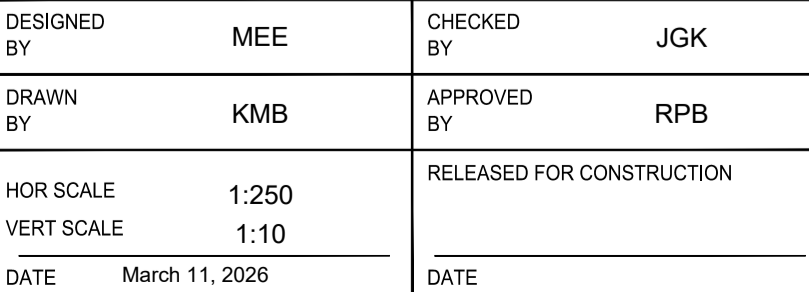 DESIGNED
BY
MEE
CHECKED
BY
JGK
DRAWN
BY
KMB
APPROVED
BY
RPB
HOR SCALE 1:250
VERT SCALE 1:10
DATE March 11, 2026
RELEASED FOR CONSTRUCTION
DATE